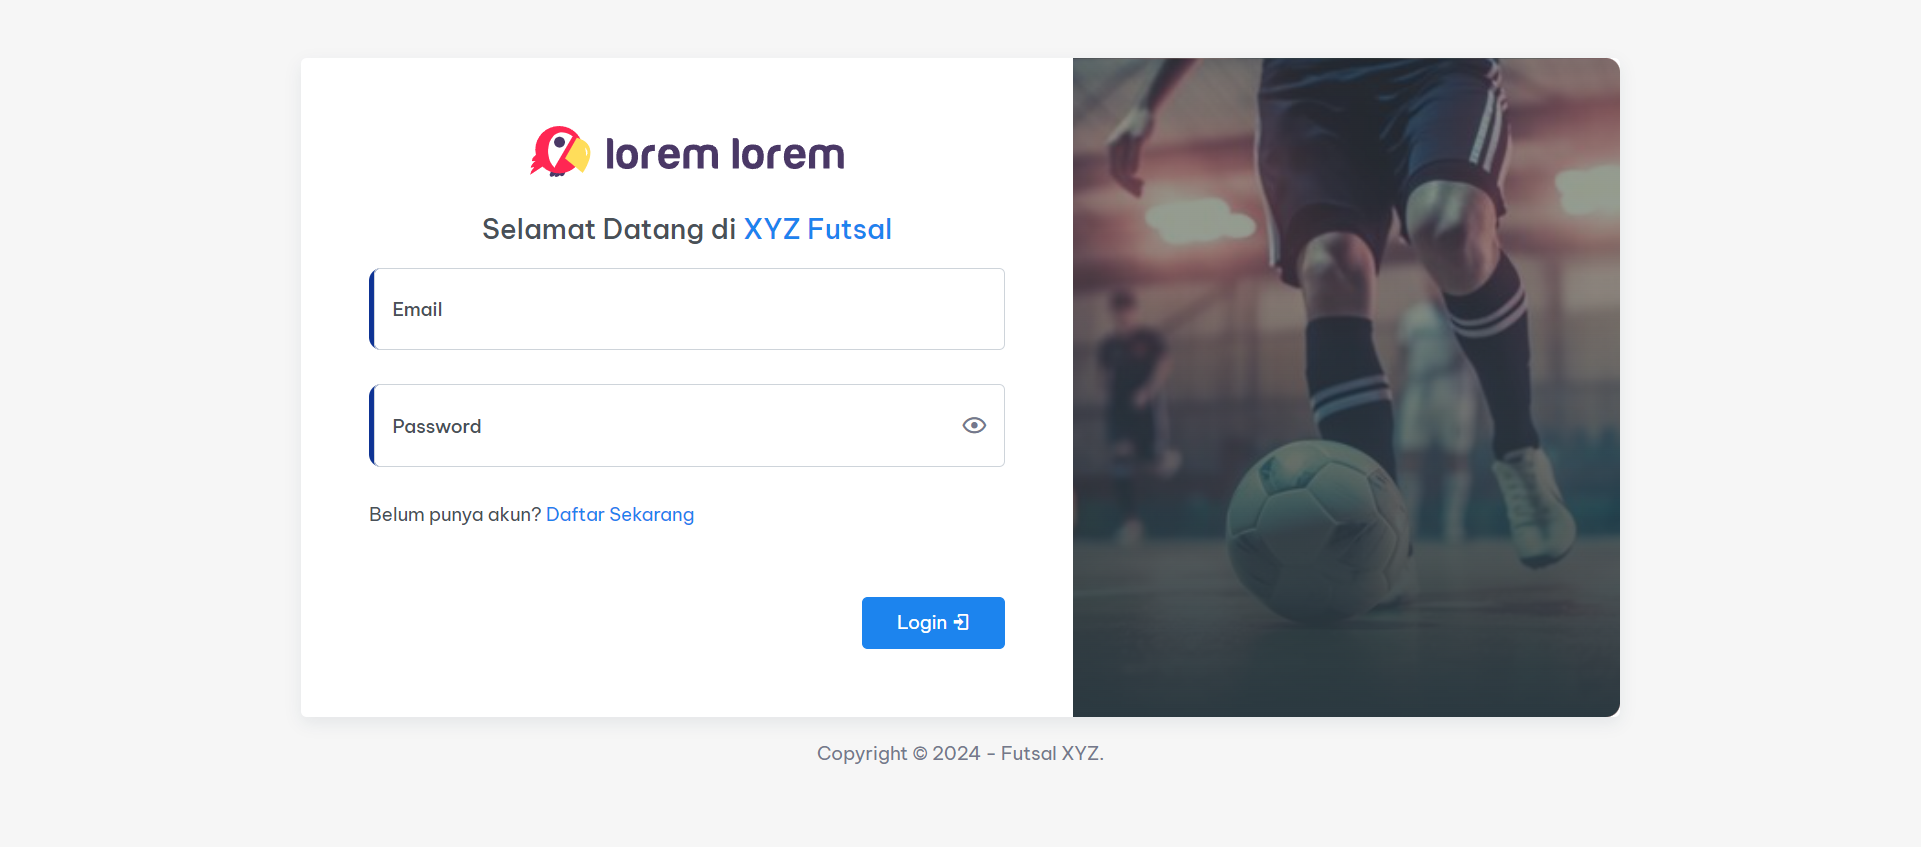 lorem lorem
Selamat Datang di XYZ Futsal
Email
Password
Belum punya akun? Daftar Sekarang
Login
Copyright © 2024 - Futsal XYZ.